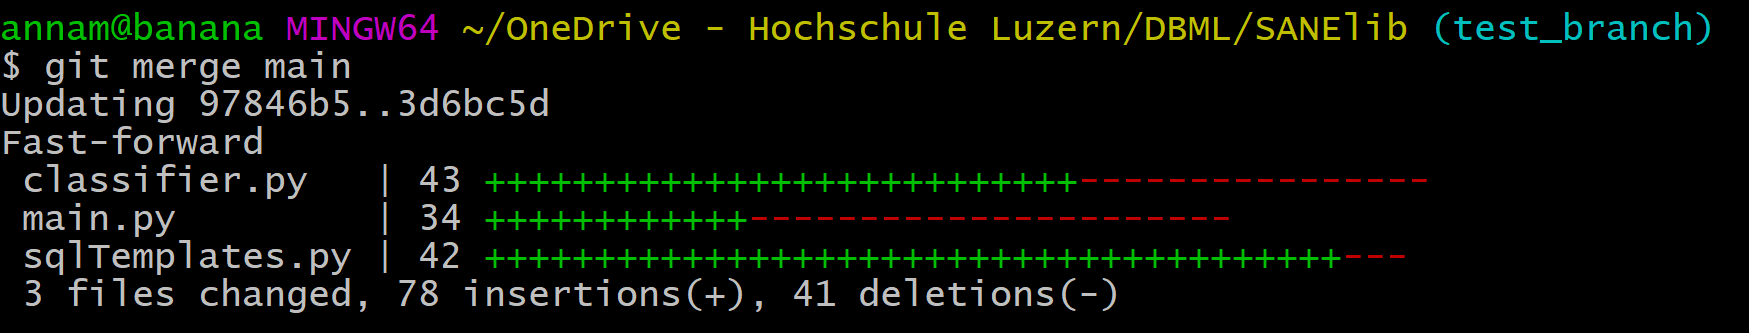 annam@banana MINGW64 ~/OneDrive - Hochschule Luzern/DBML/SANElib (test_branch)
$ git merge main
Updating 97846b5..3d6bc5d
Fast-forward
 classifier.py   | 43 +++++++++++++++++++++++++++----------------
 main.py         | 34 ++++++++++++----------------------
 sqlTemplates.py | 42 +++++++++++++++++++++++++++++++++++++++---
 3 files changed, 78 insertions(+), 41 deletions(-)